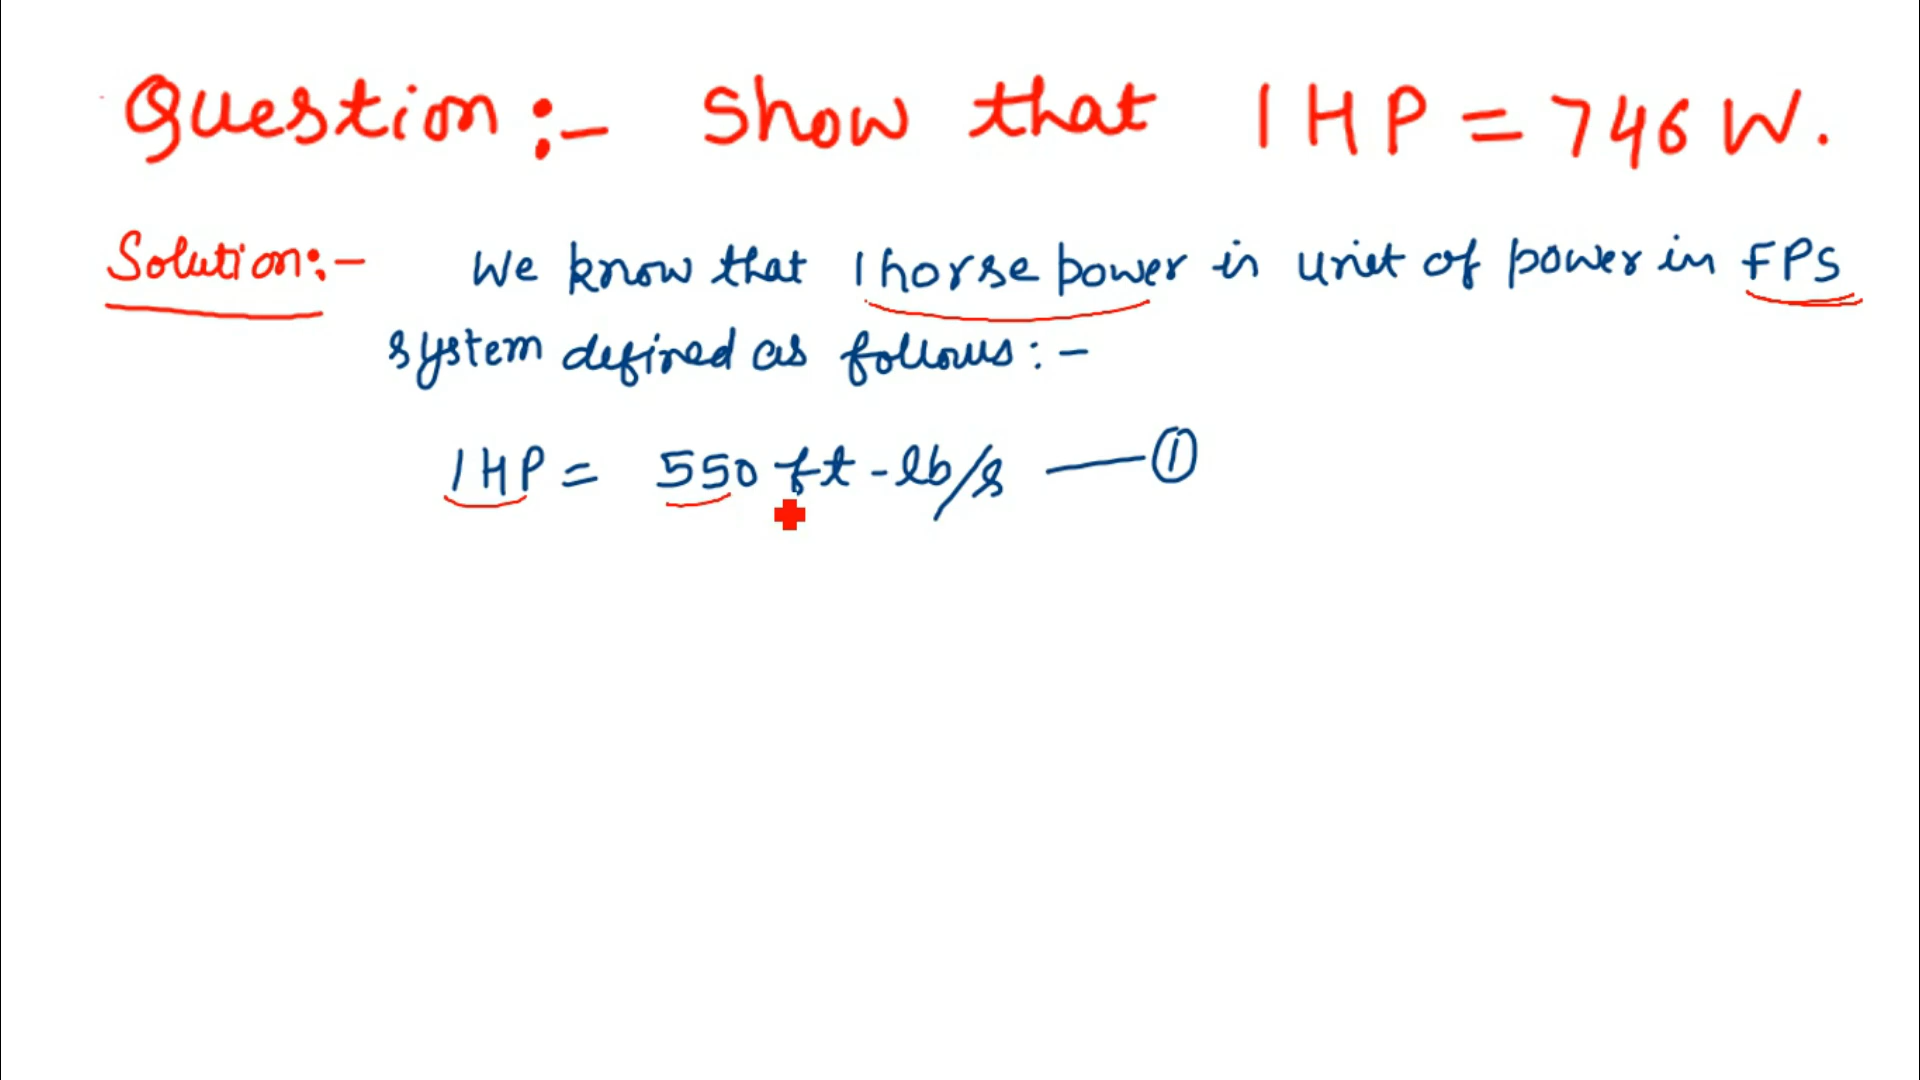 Question:- Show that 1 HP = 746 W.
Solution:- We know that 1 horse power is unit of power in FPS
system defined as follows:-
1 HP = 550 ft-lb/s —— ①